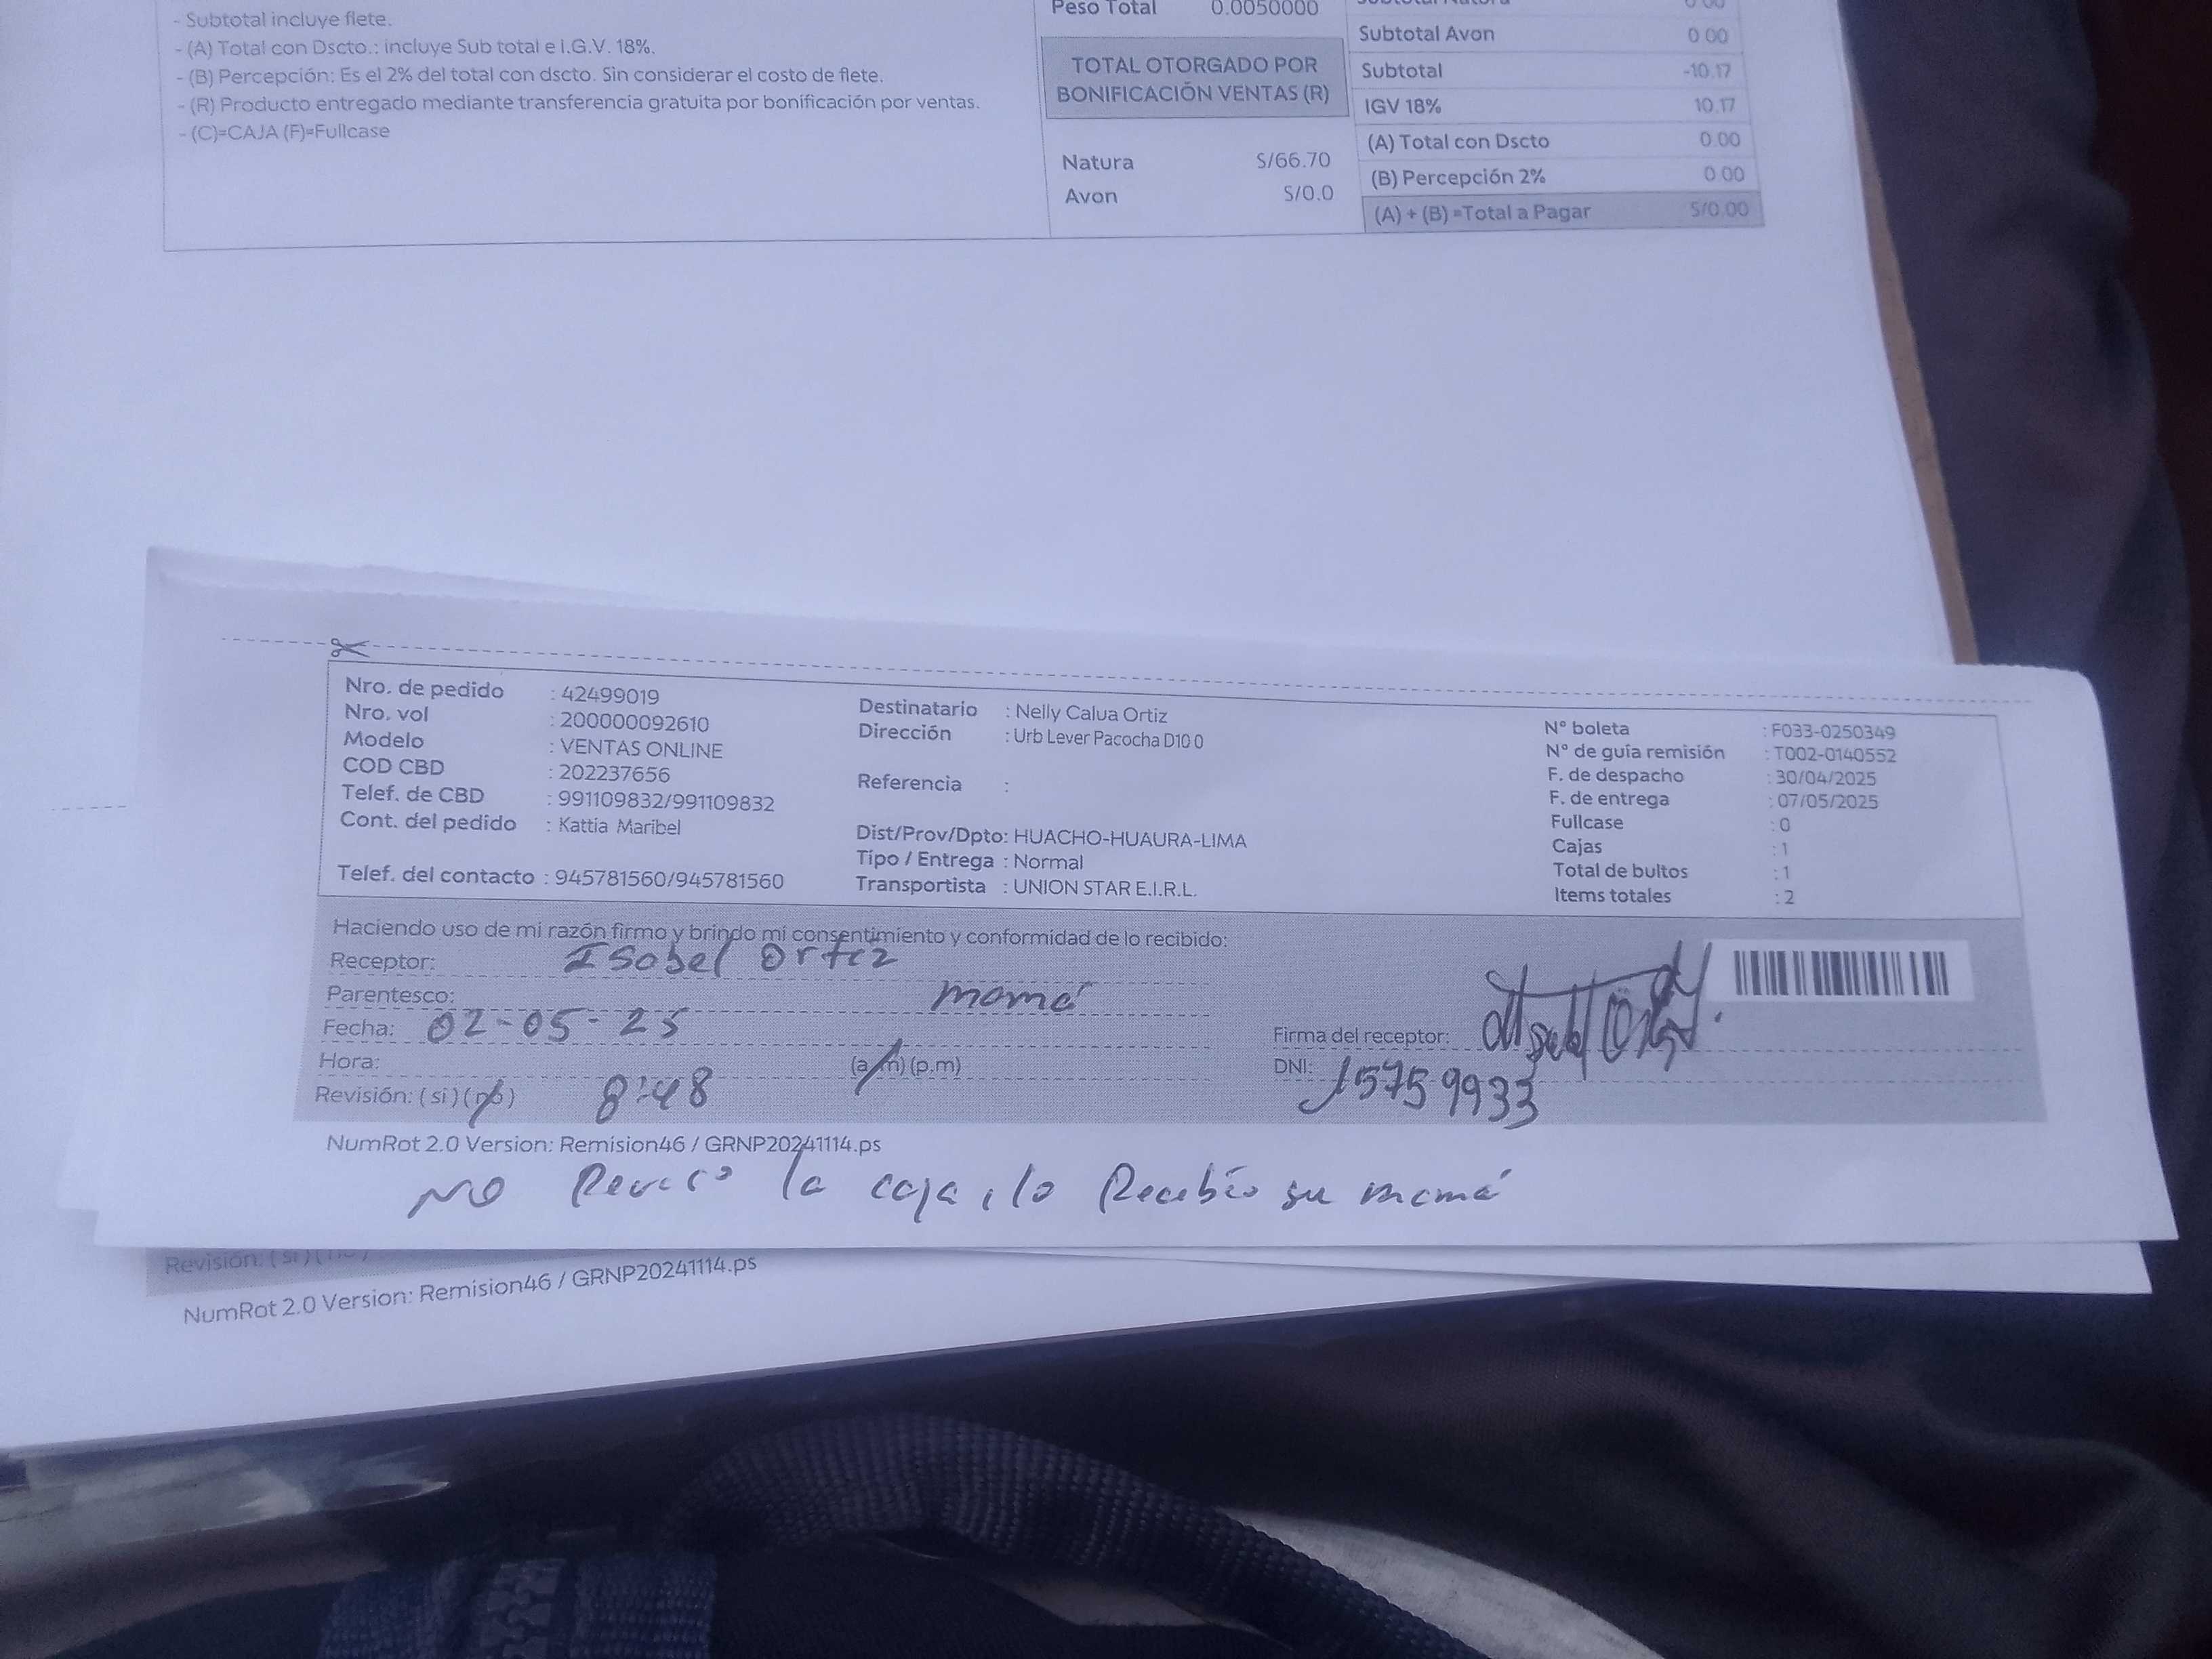 - Subtotal incluye flete.
- (A) Total con Dscto.: incluye Sub total e I.G.V. 18%.
- (B) Percepción: Es el 2% del total con dscto. Sin considerar el costo de flete.
- (R) Producto entregado mediante transferencia gratuita por bonificación por ventas.
- (C)=CAJA (F)=Fullcase
Peso Total 0.0050000
TOTAL OTORGADO POR
BONIFICACIÓN VENTAS (R)
Natura S/66.70
Avon S/0.0
Subtotal Avon 0.00
Subtotal -10.17
IGV 18% 10.17
(A) Total con Dscto 0.00
(B) Percepción 2% 0.00
(A) + (B) =Total a Pagar S/0.00
Nro. de pedido : 42499019
Nro. vol : 200000092610
Modelo : VENTAS ONLINE
COD CBD : 202237656
Telef. de CBD : 991109832/991109832
Cont. del pedido : Kattia Maribel
Telef. del contacto : 945781560/945781560
Destinatario : Nelly Calua Ortiz
Dirección : Urb Lever Pacocha D10 0
Referencia :
Dist/Prov/Dpto: HUACHO-HUAURA-LIMA
Tipo / Entrega : Normal
Transportista : UNION STAR E.I.R.L.
N° boleta : F033-0250349
N° de guía remisión : T002-0140552
F. de despacho : 30/04/2025
F. de entrega : 07/05/2025
Fullcase : 0
Cajas : 1
Total de bultos : 1
Items totales : 2
Haciendo uso de mi razón firmo y brindo mi consentimiento y conformidad de lo recibido:
Receptor: Isabel Ortiz
Parentesco: mamá
Fecha: 02-05-25
Hora: 8:48 (a.m) (p.m)
Revisión: (si) (no)
Firma del receptor:
DNI: 15759933
NumRot 2.0 Version: Remision46 / GRNP20241114.ps
NO Reviso la caja, lo Recibio su mamá
Revisión: (si) (no)
NumRot 2.0 Version: Remision46 / GRNP20241114.ps